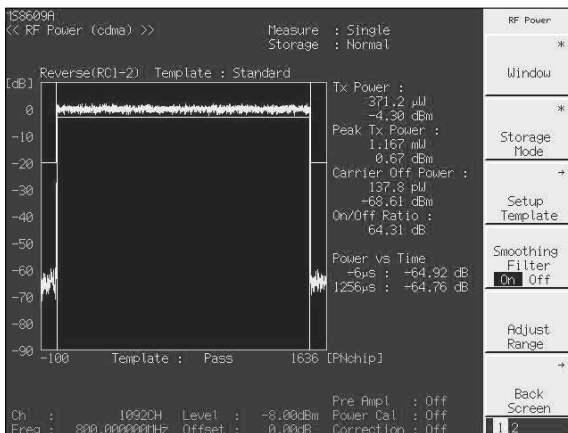 MS8609A
<< RF Power (cdma) >>
Measure : Single
Storage : Normal
Reverse(RC1-2) Template : Standard
[dB]
0
-10
-20
-30
-40
-50
-60
-70
-80
-90
-100 Template : Pass 1636 [PNchip]
Tx Power :
371.2 µW
-4.30 dBm
Peak Tx Power :
1.167 mW
0.67 dBm
Carrier Off Power :
137.8 pW
-68.61 dBm
On/Off Ratio :
64.31 dB
Power vs Time
-6µs : -64.92 dB
1256µs : -64.76 dB
Pre Ampl : Off
Ch : 1092CH Level : -8.00dBm Power Cal : Off
Freq : 800.000000MHz Offset : 0.00dB Correction : Off
RF Power
*
Window
*
Storage
Mode
→
Setup
Template
Smoothing
Filter
On Off
Adjust
Range
→
Back
Screen
1 2